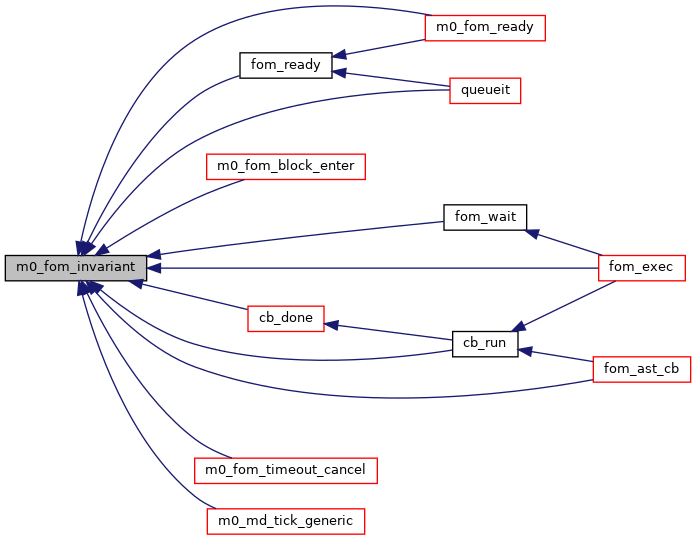 m0_fom_ready
fom_ready
queueit
m0_fom_block_enter
fom_wait
m0_fom_invariant
fom_exec
cb_done
cb_run
fom_ast_cb
m0_fom_timeout_cancel
m0_md_tick_generic